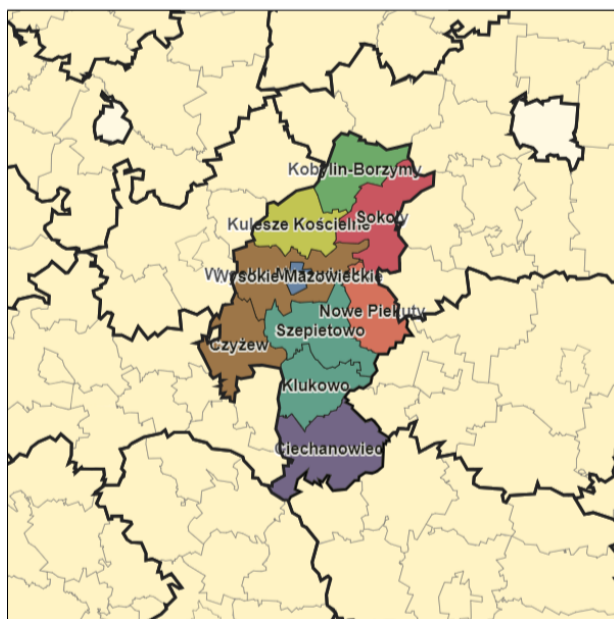 Kobylin-Borzymy
Sokoły
Kulesze Kościelne
Wysokie Mazowieckie
Nowe Piekuty
Szepietowo
Czyżew
Klukowo
Ciechanowiec